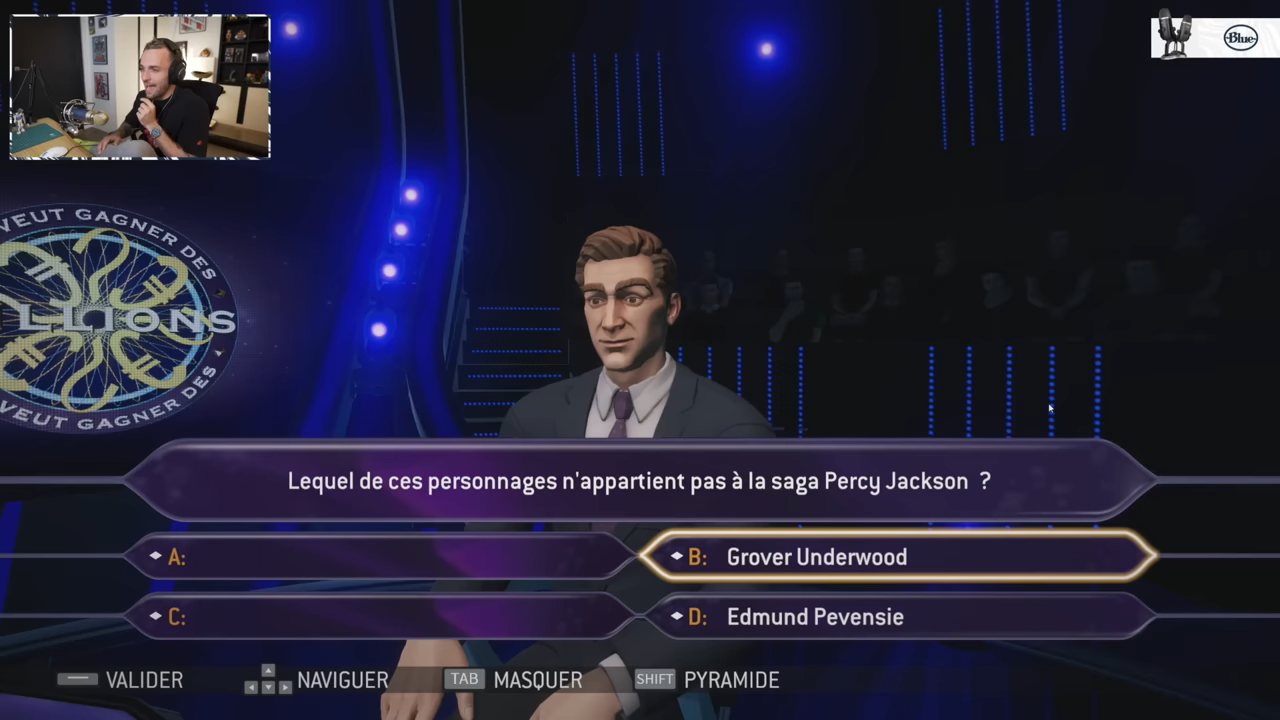 Blue
VEUT GAGNER DES
LLIONS
VEUT GAGNER DES
Lequel de ces personnages n'appartient pas à la saga Percy Jackson ?
A:
B: Grover Underwood
C:
D: Edmund Pevensie
VALIDER
NAVIGUER
TAB MASQUER
SHIFT PYRAMIDE